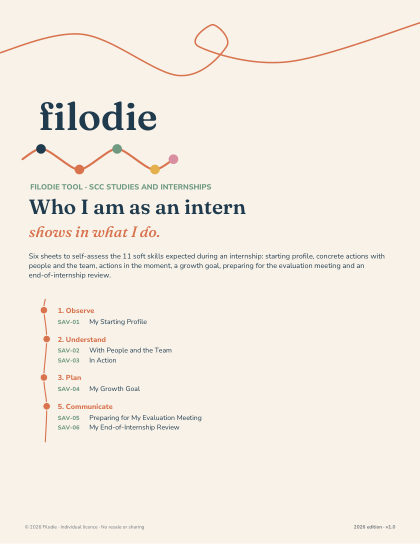 filodie
FILODIE TOOL · SCC STUDIES AND INTERNSHIPS
Who I am as an intern
shows in what I do.
Six sheets to self-assess the 11 soft skills expected during an internship: starting profile, concrete actions with
people and the team, actions in the moment, a growth goal, preparing for the evaluation meeting and an
end-of-internship review.
1. Observe
SAV-01 My Starting Profile
2. Understand
SAV-02 With People and the Team
SAV-03 In Action
3. Plan
SAV-04 My Growth Goal
5. Communicate
SAV-05 Preparing for My Evaluation Meeting
SAV-06 My End-of-Internship Review
© 2026 Filodie · Individual licence · No resale or sharing
2026 edition · v1.0